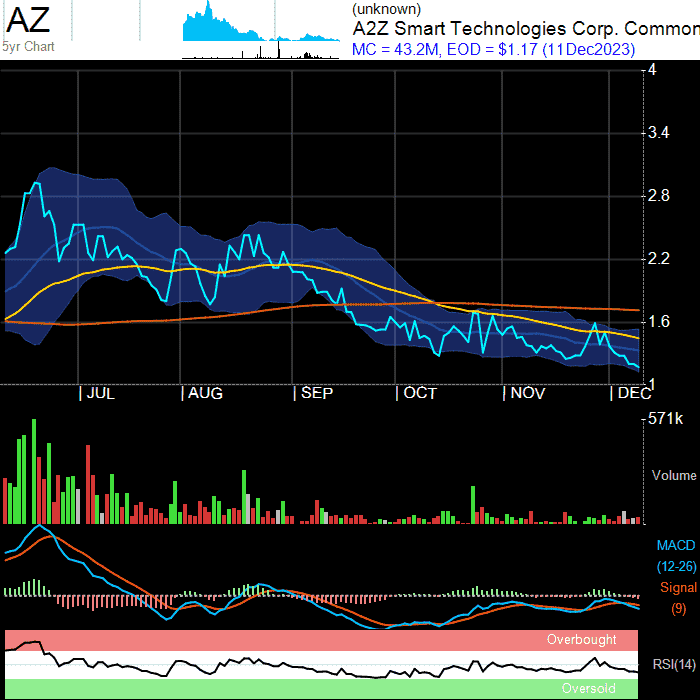 AZ
5yr Chart
(unknown)
A2Z Smart Technologies Corp. Common
MC = 43.2M, EOD = $1.17 (11Dec2023)
4
3.4
2.8
2.2
1.6
1
JUL AUG SEP OCT NOV DEC
571k
Volume
MACD
(12-26)
Signal
(9)
Overbought
RSI(14)
Oversold